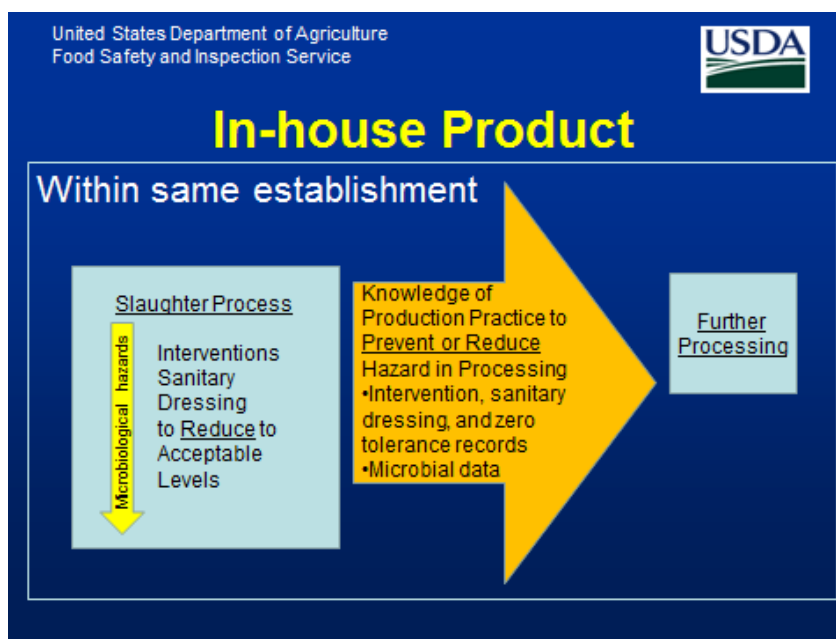 United States Department of Agriculture
Food Safety and Inspection Service
USDA
In-house Product
Within same establishment
Slaughter Process
Microbiological hazards
Interventions
Sanitary
Dressing
to Reduce to
Acceptable
Levels
Knowledge of
Production Practice to
Prevent or Reduce
Hazard in Processing
•Intervention, sanitary
dressing, and zero
tolerance records
•Microbial data
Further
Processing